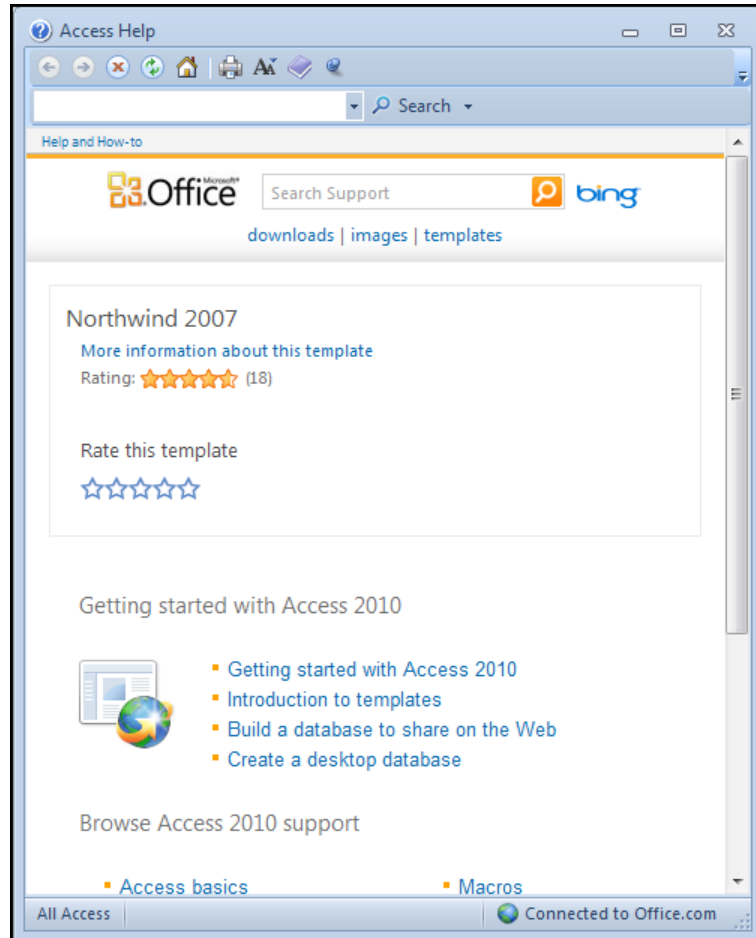 Access Help
Search
Help and How-to
Microsoft®
Office
Search Support
bing
downloads | images | templates
Northwind 2007
More information about this template
Rating: (18)
Rate this template
Getting started with Access 2010
Getting started with Access 2010
Introduction to templates
Build a database to share on the Web
Create a desktop database
Browse Access 2010 support
Access basics
Macros
All Access
Connected to Office.com